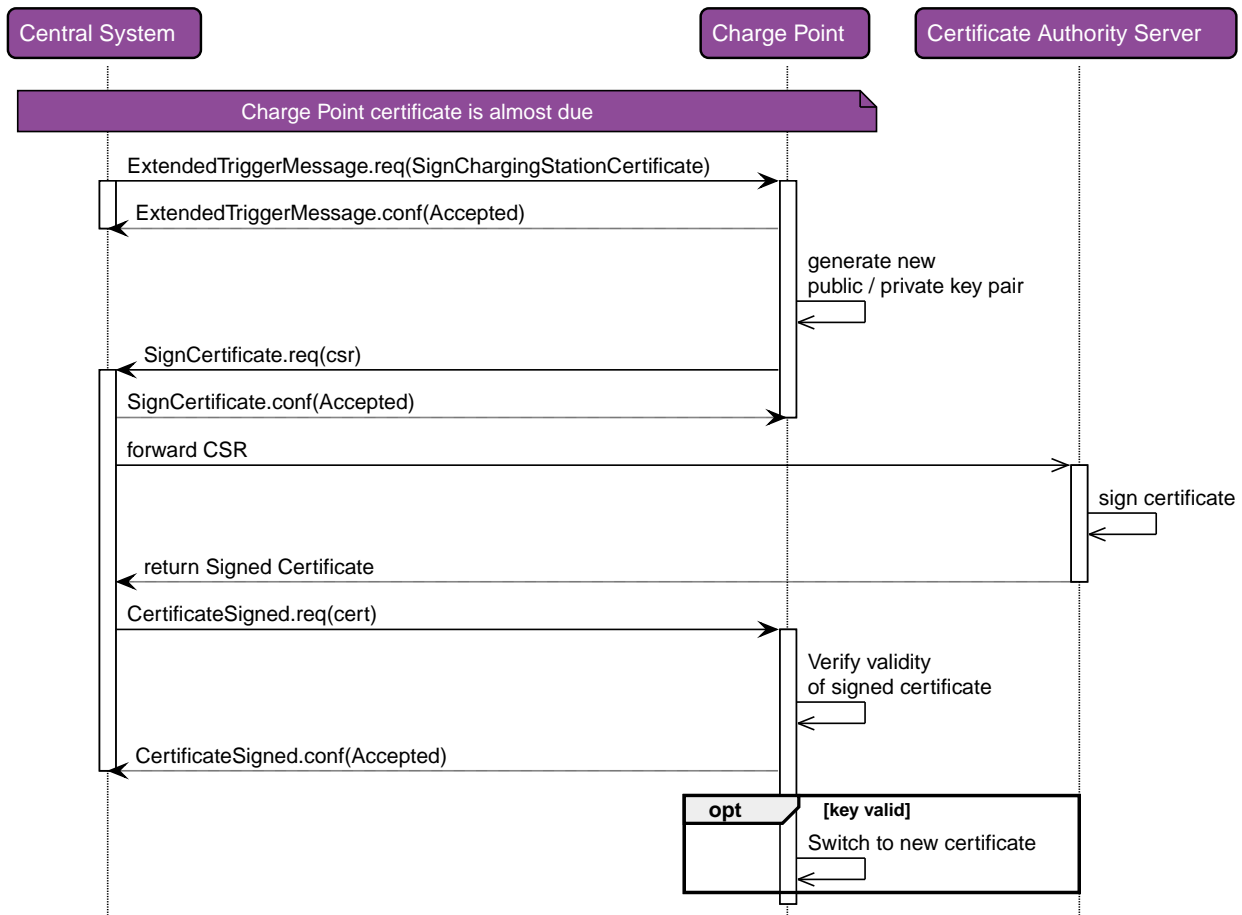 Central System
Charge Point
Certificate Authority Server
Charge Point certificate is almost due
ExtendedTriggerMessage.req(SignChargingStationCertificate)
ExtendedTriggerMessage.conf(Accepted)
generate new
public / private key pair
SignCertificate.req(csr)
SignCertificate.conf(Accepted)
forward CSR
sign certificate
return Signed Certificate
CertificateSigned.req(cert)
Verify validity
of signed certificate
CertificateSigned.conf(Accepted)
opt
[key valid]
Switch to new certificate